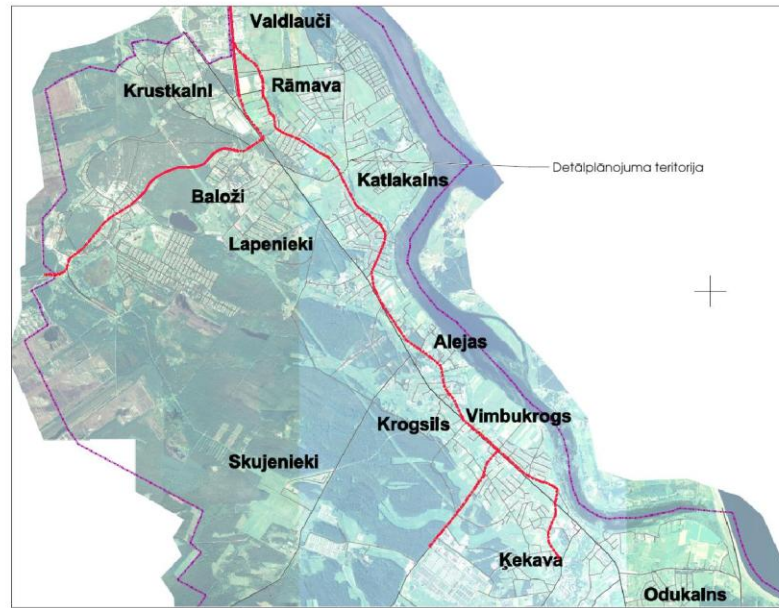 Valdlauči
Krustkalni
Rāmava
Detālplānojuma teritorija
Katlakalns
Baloži
Lapenieki
Alejas
Krogsils
Vimbukrogs
Skujenieki
Ķekava
Odukalns